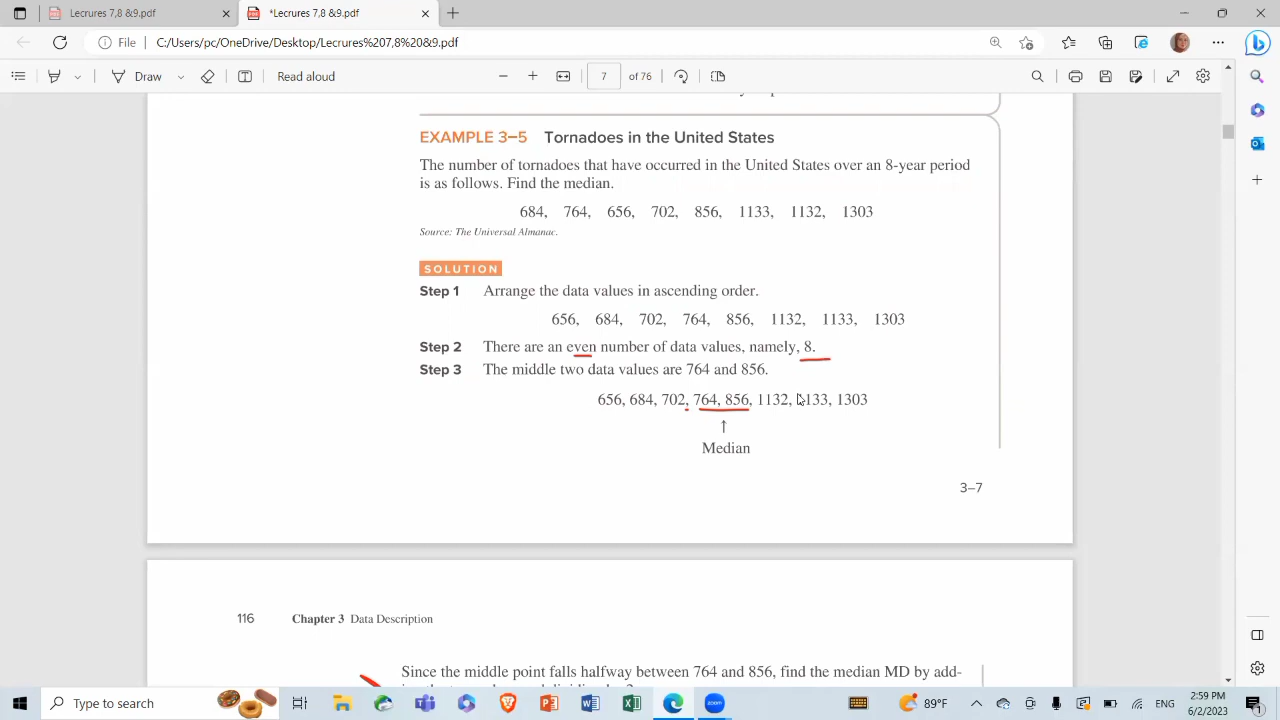 Lecrures 7,8 &9.pdf
*Lecrures 7,8 &9.pdf
File
C:/Users/pc/OneDrive/Desktop/Lecrures%207,8%20&9.pdf
Draw
Read aloud
7 of 76
EXAMPLE 3–5 Tornadoes in the United States
The number of tornadoes that have occurred in the United States over an 8-year period
is as follows. Find the median.
684, 764, 656, 702, 856, 1133, 1132, 1303
Source: The Universal Almanac.
SOLUTION
Step 1 Arrange the data values in ascending order.
656, 684, 702, 764, 856, 1132, 1133, 1303
Step 2 There are an even number of data values, namely, 8.
Step 3 The middle two data values are 764 and 856.
656, 684, 702, 764, 856, 1132, 1133, 1303
↑
Median
3–7
116 Chapter 3 Data Description
Since the middle point falls halfway between 764 and 856, find the median MD by add-
Type to search
zoom
89°F
2:59 PM
6/2/2023